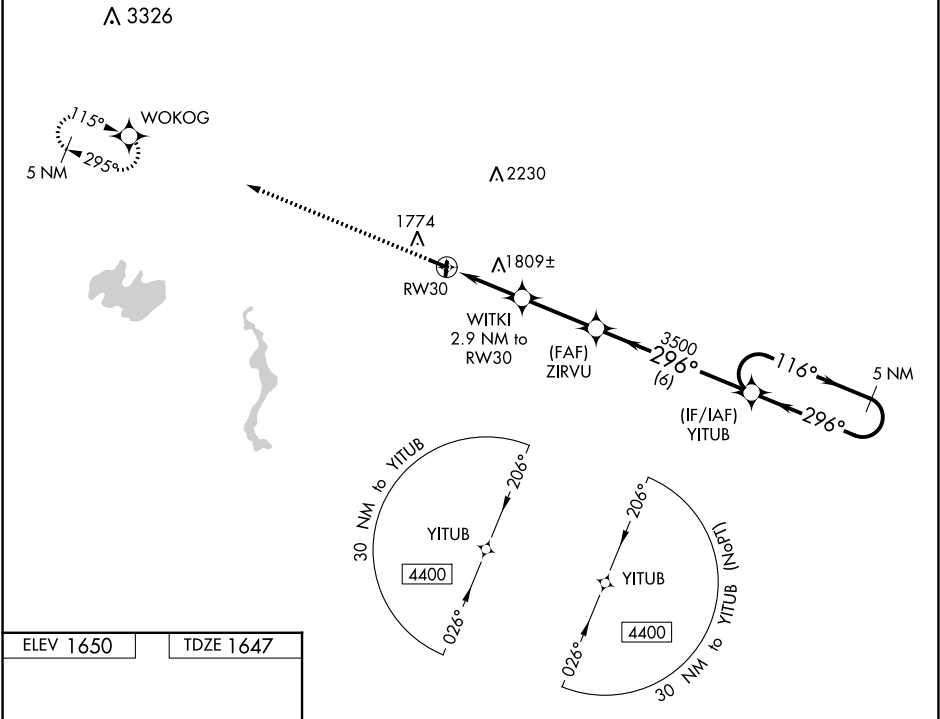 3326
115°
WOKOG
295°
5 NM
2230
1774
1809±
RW30
WITKI
2.9 NM to
RW30
(FAF)
ZIRVU
3500
296°
(6)
(IF/IAF)
YITUB
116°
5 NM
296°
30 NM to YITUB
206°
YITUB
4400
026°
206°
YITUB
4400
026°
30 NM to YITUB (NoPT)
ELEV 1650
TDZE 1647